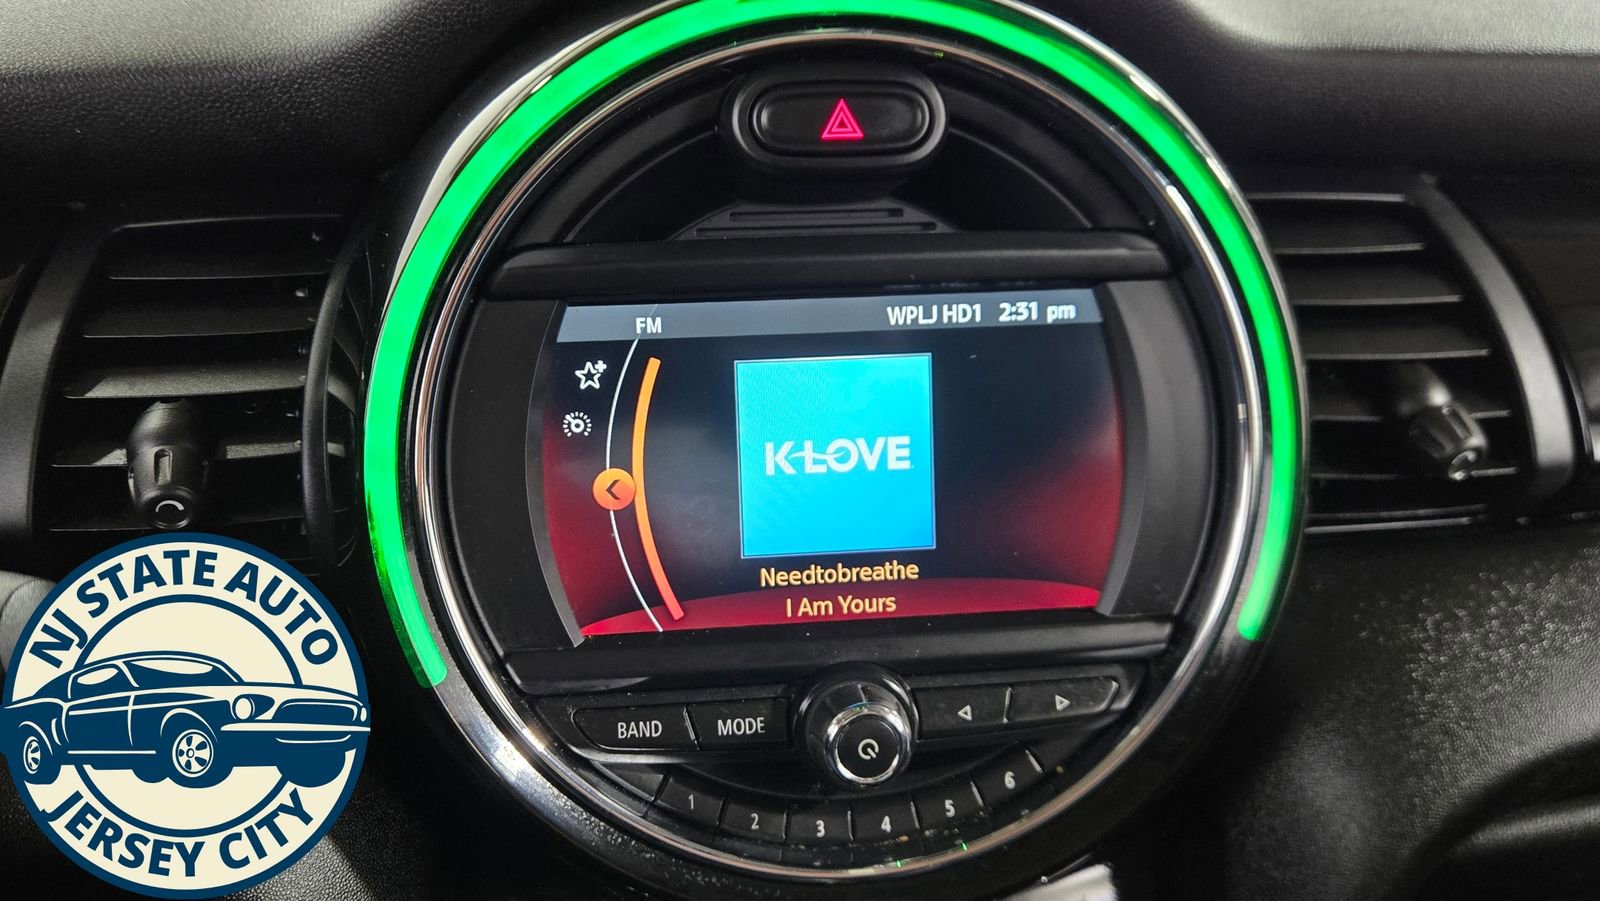 FM
WPLJ HD1 2:31 pm
K-LOVE
Needtobreathe
I Am Yours
BAND
MODE
1
2
3
4
5
6
NJ STATE AUTO
JERSEY CITY